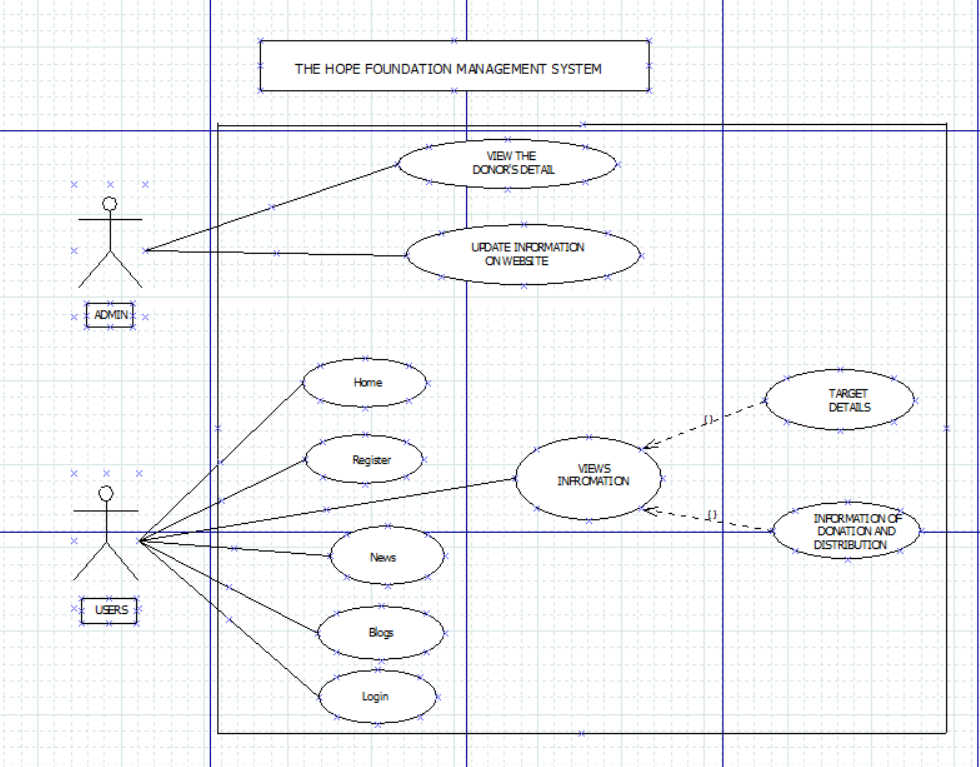 THE HOPE FOUNDATION MANAGEMENT SYSTEM
VIEW THE
DONOR'S DETAIL
UPDATE INFORMATION
ON WEBSITE
ADMIN
Home
TARGET
DETAILS
{}
Register
VIEWS
INFROMATION
{}
INFORMATION OF
DONATION AND
DISTRIBUTION
News
USERS
Blogs
Login